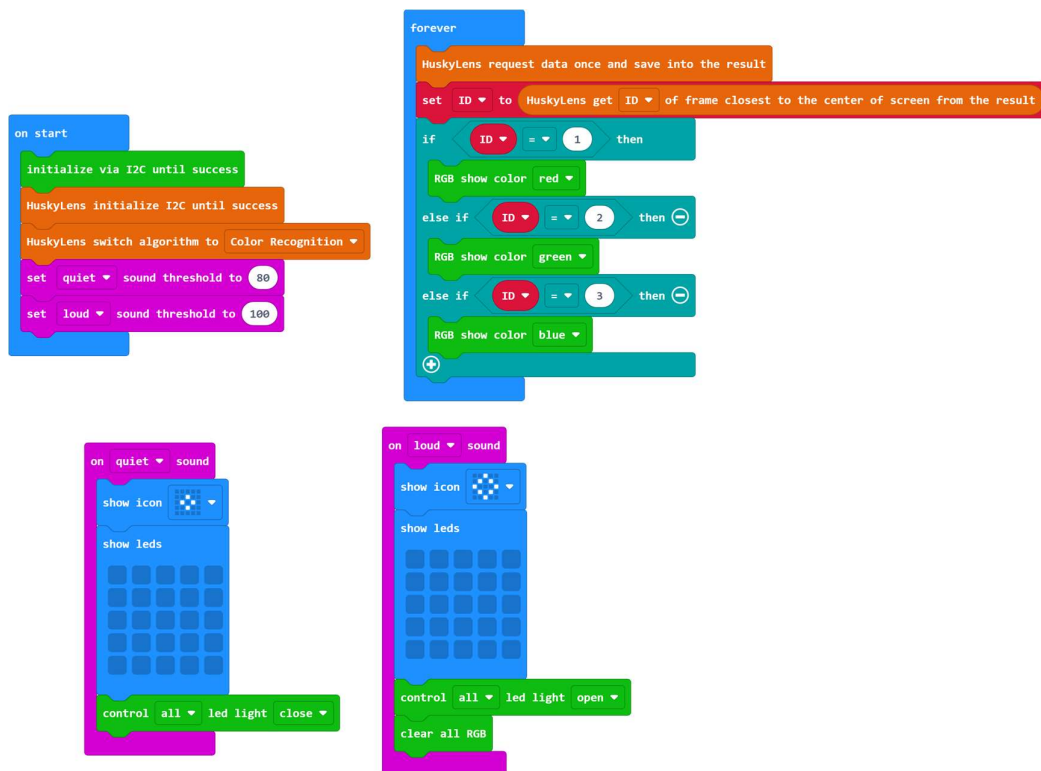 on start
initialize via I2C until success
HuskyLens initialize I2C until success
HuskyLens switch algorithm to Color Recognition
set quiet sound threshold to 80
set loud sound threshold to 100
forever
HuskyLens request data once and save into the result
set ID to HuskyLens get ID of frame closest to the center of screen from the result
if ID = 1 then
RGB show color red
else if ID = 2 then
RGB show color green
else if ID = 3 then
RGB show color blue
on quiet sound
show icon
show leds
control all led light close
on loud sound
show icon
show leds
control all led light open
clear all RGB